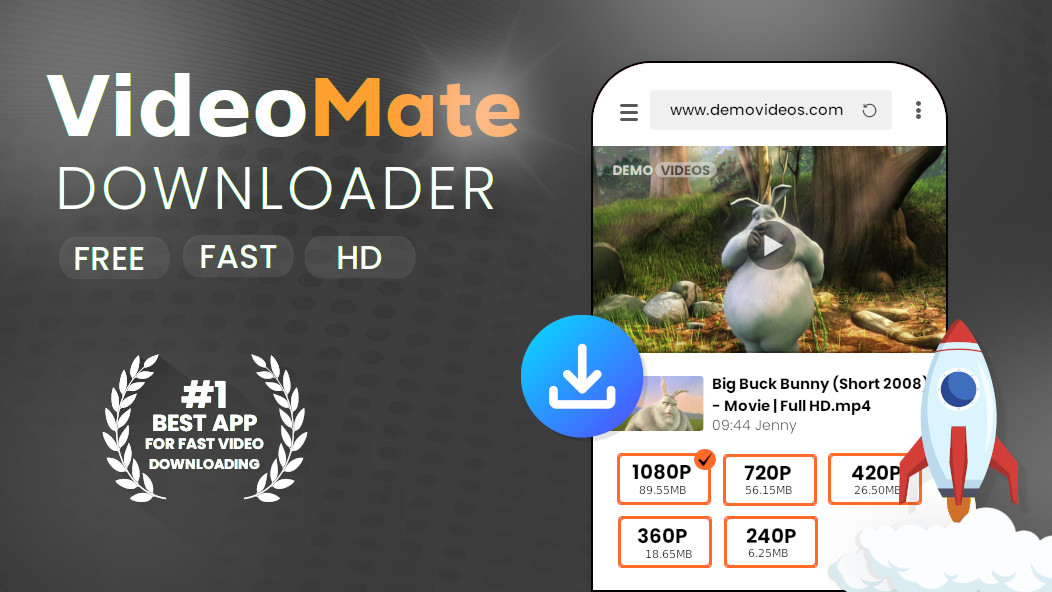 VideoMate
DOWNLOADER
FREE FAST HD
#1
BEST APP
FOR FAST VIDEO
DOWNLOADING
www.demovideos.com
DEMO VIDEOS
Big Buck Bunny (Short 2008)
- Movie | Full HD.mp4
09:44 Jenny
1080P 720P 420P
89.55MB 56.15MB 26.50MB
360P 240P
18.65MB 6.25MB